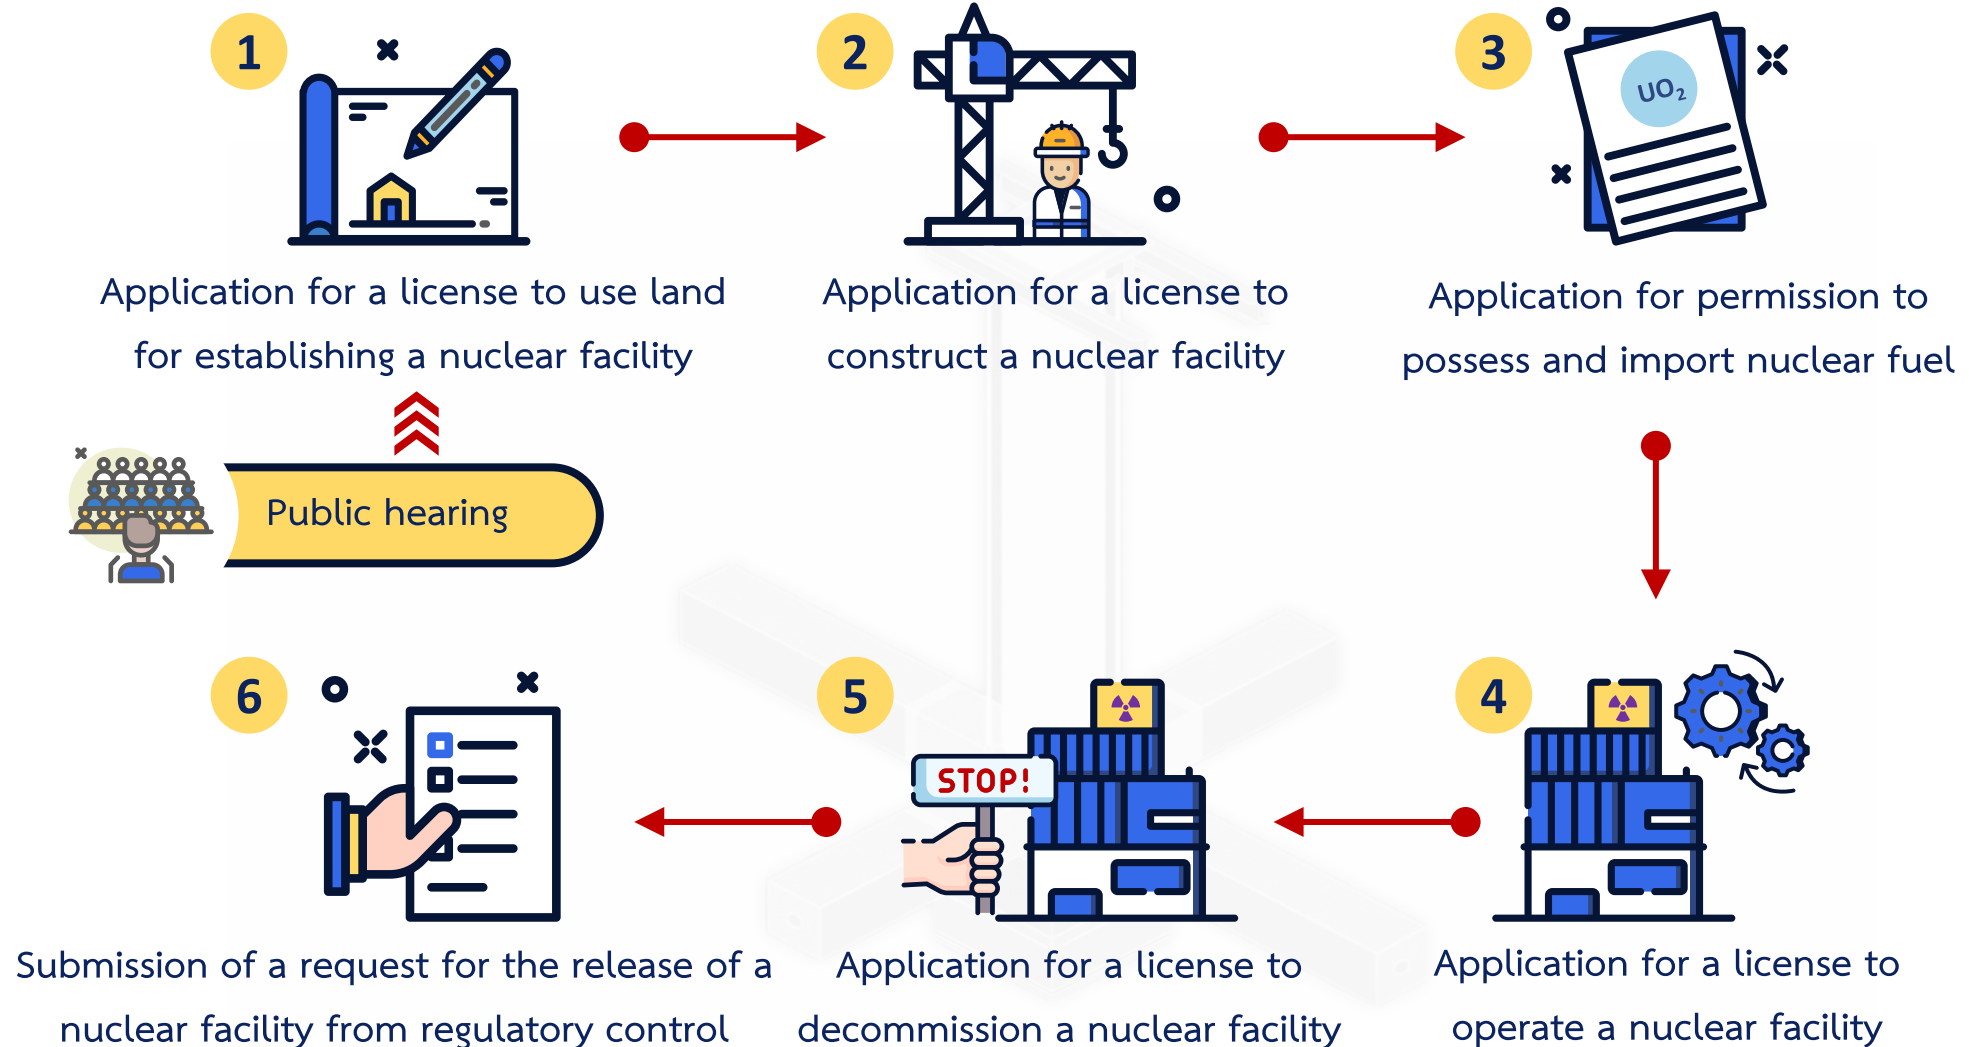 1
Application for a license to use land
for establishing a nuclear facility
Public hearing
2
Application for a license to
construct a nuclear facility
3
UO₂
Application for permission to
possess and import nuclear fuel
4
Application for a license to
operate a nuclear facility
5
STOP!
Application for a license to
decommission a nuclear facility
6
Submission of a request for the release of a
nuclear facility from regulatory control